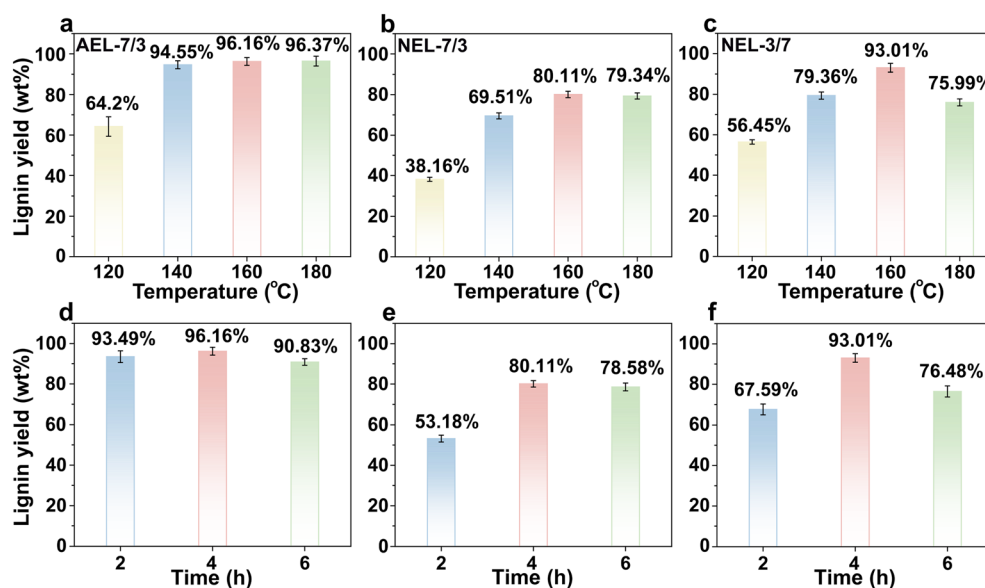 a
AEL-7/3
94.55%
96.16%
96.37%
64.2%
Lignin yield (wt%)
100
80
60
40
20
0
120 140 160 180
Temperature (°C)
b
NEL-7/3
80.11%
79.34%
69.51%
38.16%
100
80
60
40
20
0
120 140 160 180
Temperature (°C)
c
NEL-3/7
93.01%
79.36%
75.99%
56.45%
100
80
60
40
20
0
120 140 160 180
Temperature (°C)
d
93.49%
96.16%
90.83%
Lignin yield (wt%)
100
80
60
40
20
0
2 4 6
Time (h)
e
80.11%
78.58%
53.18%
100
80
60
40
20
0
2 4 6
Time (h)
f
93.01%
76.48%
67.59%
100
80
60
40
20
0
2 4 6
Time (h)